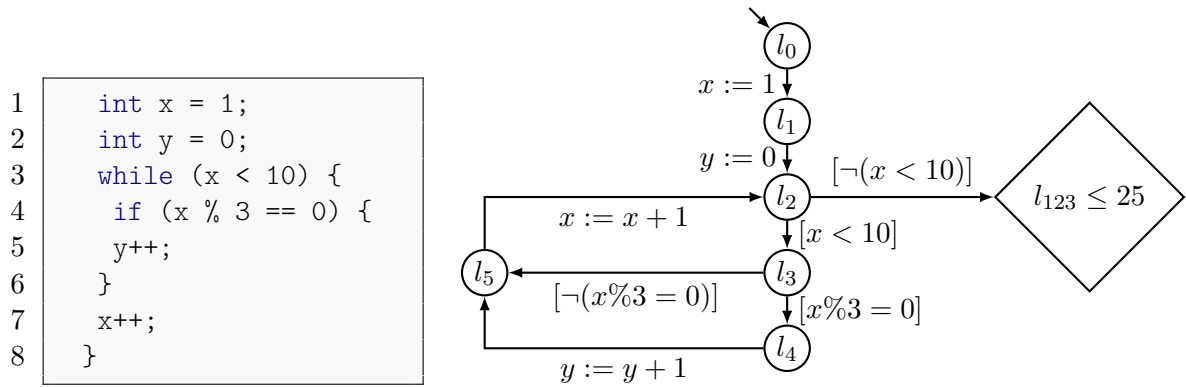 1 int x = 1;
2 int y = 0;
3 while (x < 10) {
4 if (x % 3 == 0) {
5 y++;
6 }
7 x++;
8 }
l₀
x := 1
l₁
y := 0
l₂
[¬(x < 10)]
l₁₂₃ ≤ 25
x := x + 1
[x < 10]
l₅
l₃
[¬(x%3 = 0)]
[x%3 = 0]
l₄
y := y + 1